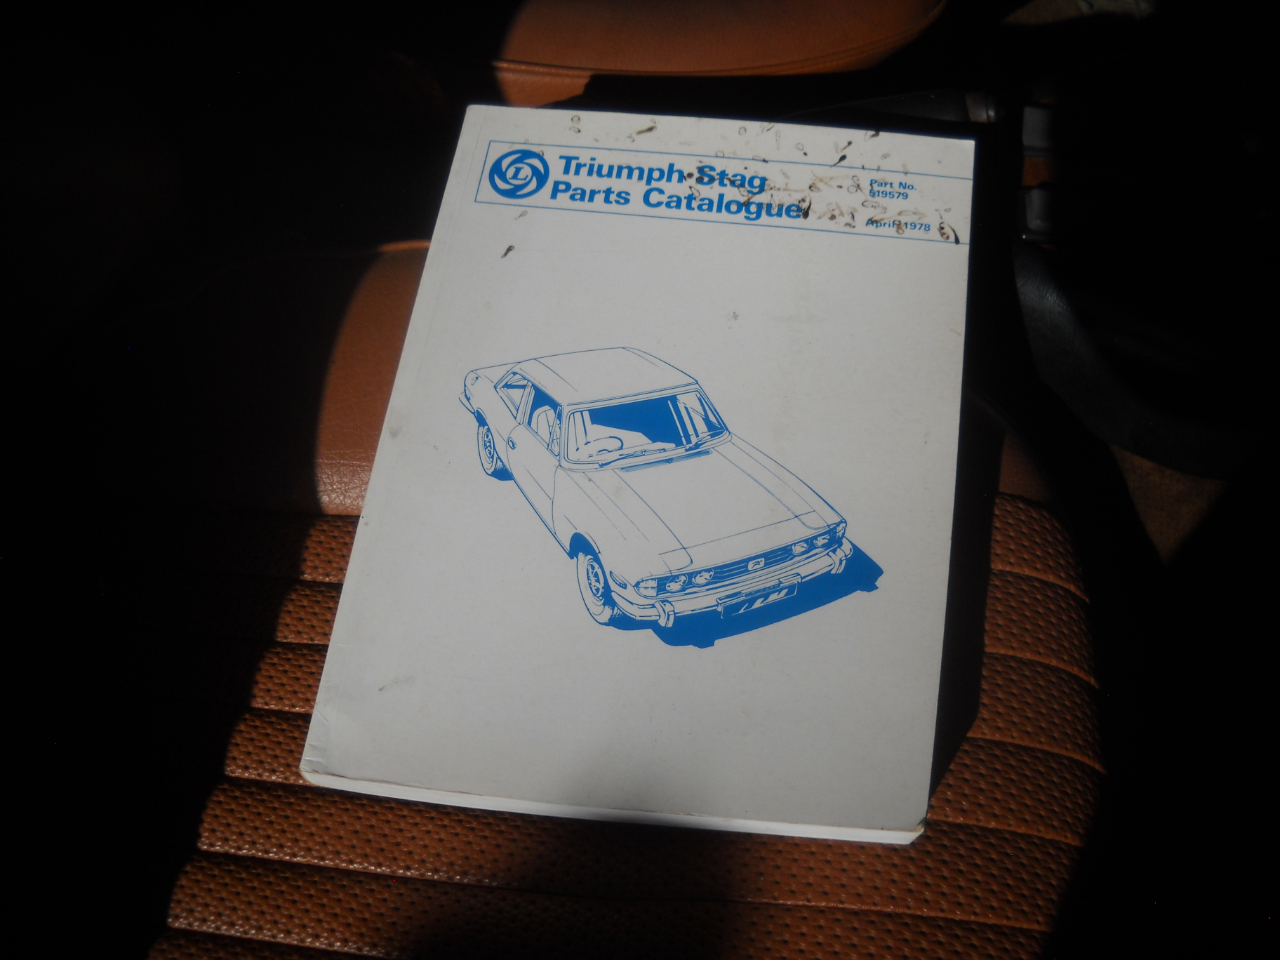 L
Triumph Stag
Parts Catalogue
Part No.
519579
April 1978